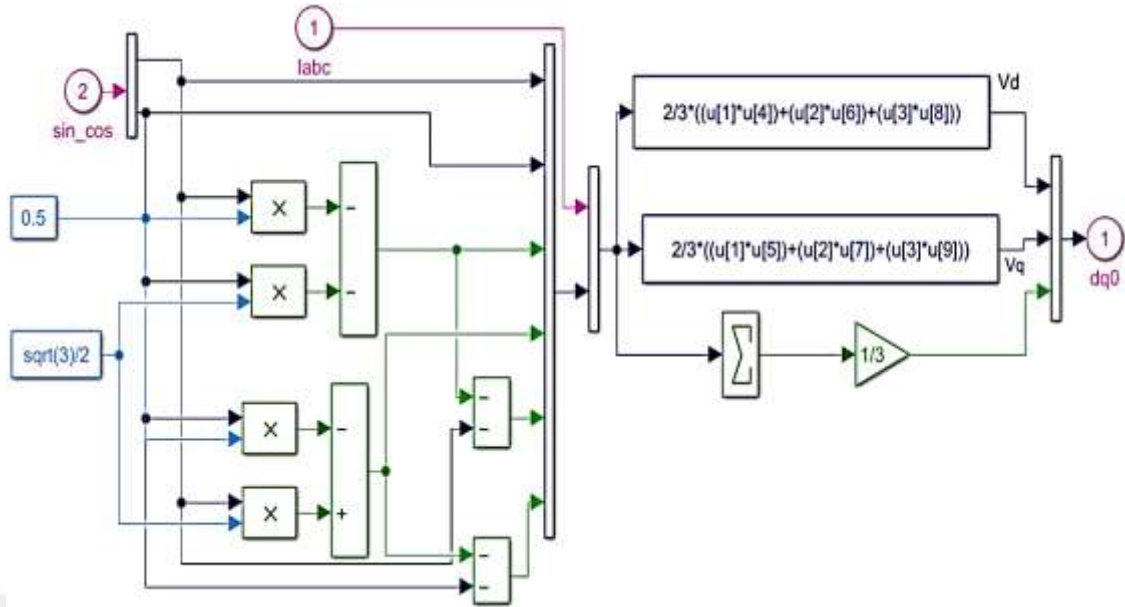 1
Iabc
2
sin_cos
0.5
sqrt(3)/2
×
−
×
−
×
−
×
+
−
−
−
−
2/3*((u[1]*u[4])+(u[2]*u[6])+(u[3]*u[8]))
Vd
2/3*((u[1]*u[5])+(u[2]*u[7])+(u[3]*u[9]))
Vq
∑
1/3
1
dq0